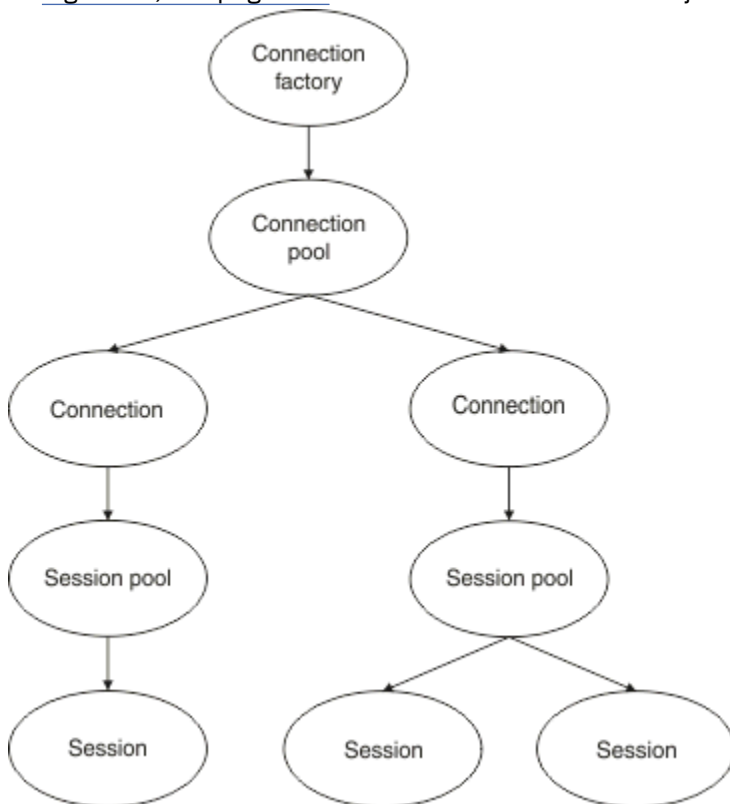 Connection
factory
Connection
pool
Connection
Connection
Session pool
Session pool
Session
Session
Session